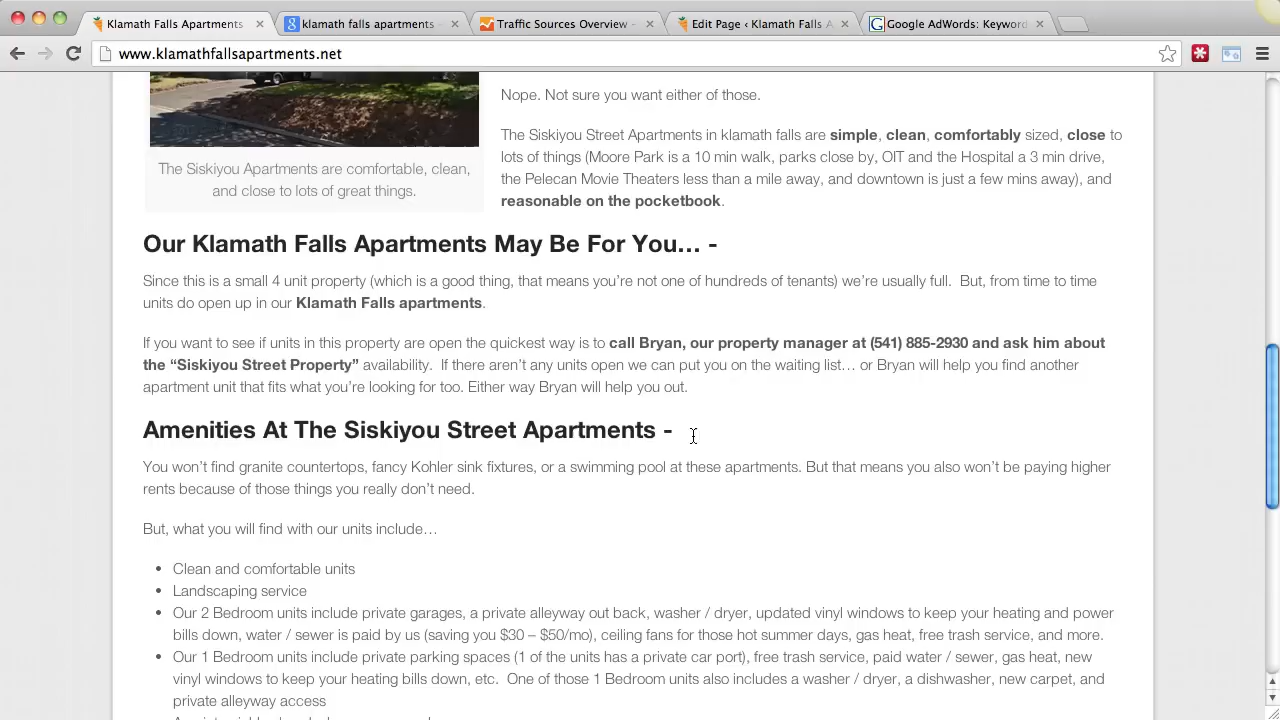 Klamath Falls Apartments
klamath falls apartments
Traffic Sources Overview -
Edit Page ‹ Klamath Falls A
Google AdWords: Keyword
www.klamathfallsapartments.net
Nope. Not sure you want either of those.
The Siskiyou Street Apartments in klamath falls are simple, clean, comfortably sized, close to
lots of things (Moore Park is a 10 min walk, parks close by, OIT and the Hospital a 3 min drive,
the Pelecan Movie Theaters less than a mile away, and downtown is just a few mins away), and
reasonable on the pocketbook.
The Siskiyou Apartments are comfortable, clean,
and close to lots of great things.
Our Klamath Falls Apartments May Be For You… -
Since this is a small 4 unit property (which is a good thing, that means you’re not one of hundreds of tenants) we’re usually full.  But, from time to time
units do open up in our Klamath Falls apartments.
If you want to see if units in this property are open the quickest way is to call Bryan, our property manager at (541) 885-2930 and ask him about
the “Siskiyou Street Property” availability.  If there aren’t any units open we can put you on the waiting list… or Bryan will help you find another
apartment unit that fits what you’re looking for too. Either way Bryan will help you out.
Amenities At The Siskiyou Street Apartments -
You won’t find granite countertops, fancy Kohler sink fixtures, or a swimming pool at these apartments. But that means you also won’t be paying higher
rents because of those things you really don’t need.
But, what you will find with our units include…
• Clean and comfortable units
• Landscaping service
• Our 2 Bedroom units include private garages, a private alleyway out back, washer / dryer, updated vinyl windows to keep your heating and power
bills down, water / sewer is paid by us (saving you $30 – $50/mo), ceiling fans for those hot summer days, gas heat, free trash service, and more.
• Our 1 Bedroom units include private parking spaces (1 of the units has a private car port), free trash service, paid water / sewer, gas heat, new
vinyl windows to keep your heating bills down, etc.  One of those 1 Bedroom units also includes a washer / dryer, a dishwasher, new carpet, and
private alleyway access